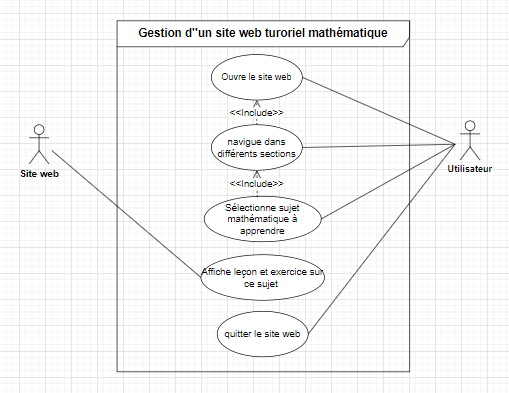 Gestion d"un site web turoriel mathématique
Ouvre le site web
<<Include>>
navigue dans
différents sections
<<Include>>
Sélectionne sujet
mathématique à
apprendre
Affiche leçon et exercice sur
ce sujet
quitter le site web
Site web
Utilisateur